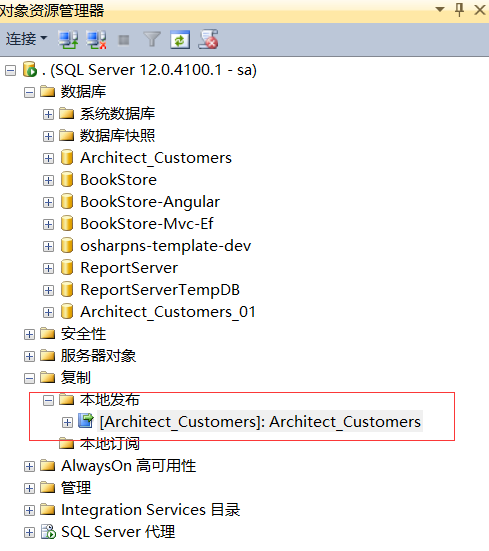 对象资源管理器
连接
. (SQL Server 12.0.4100.1 - sa)
数据库
系统数据库
数据库快照
Architect_Customers
BookStore
BookStore-Angular
BookStore-Mvc-Ef
osharpns-template-dev
ReportServer
ReportServerTempDB
Architect_Customers_01
安全性
服务器对象
复制
本地发布
[Architect_Customers]: Architect_Customers
本地订阅
AlwaysOn 高可用性
管理
Integration Services 目录
SQL Server 代理